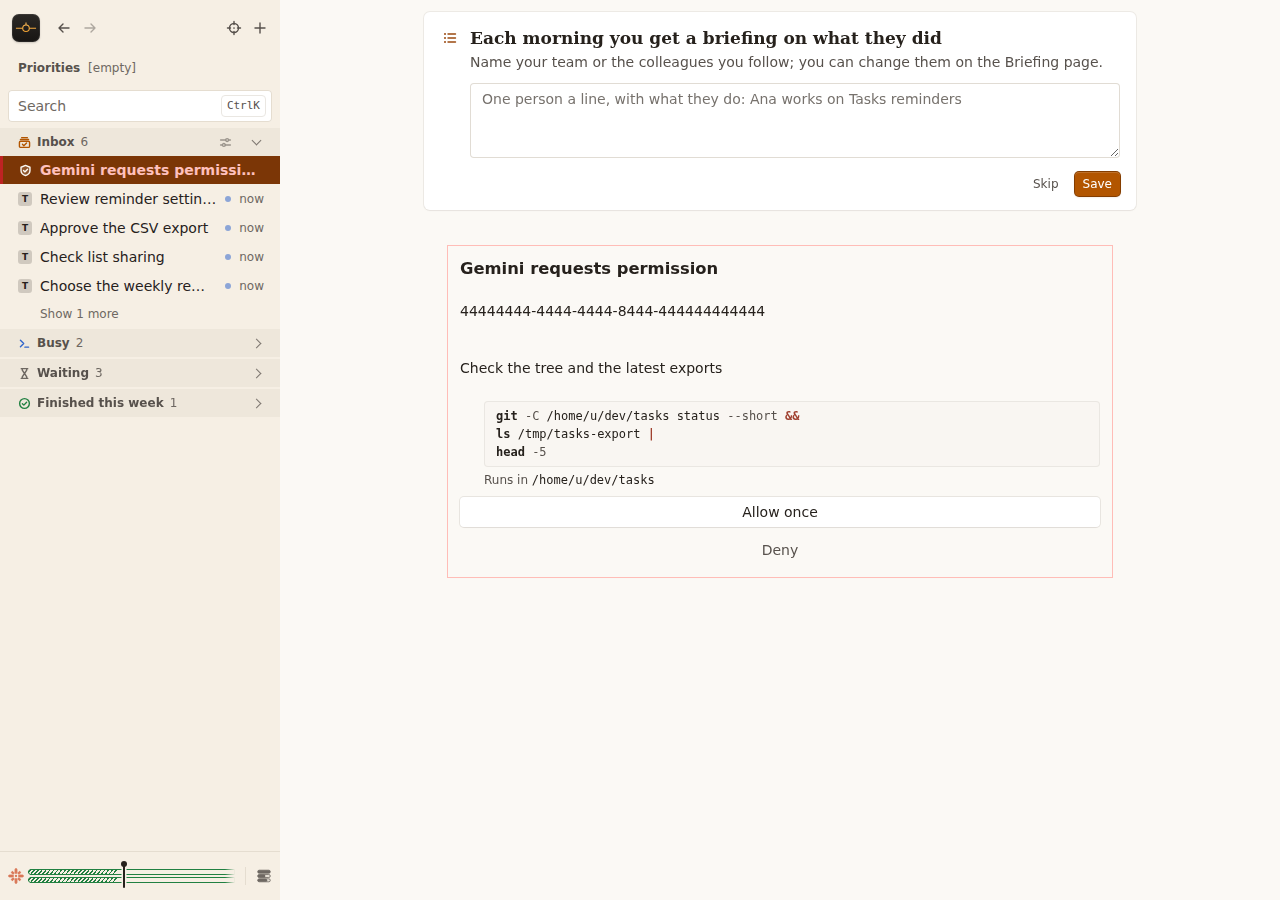 Priorities [empty]
Search CtrlK
Inbox 6
Gemini requests permissi…
T Review reminder settin… now
T Approve the CSV export now
T Check list sharing now
T Choose the weekly re… now
Show 1 more
Busy 2
Waiting 3
Finished this week 1
Each morning you get a briefing on what they did
Name your team or the colleagues you follow; you can change them on the Briefing page.
One person a line, with what they do: Ana works on Tasks reminders
Skip Save
Gemini requests permission
44444444-4444-4444-8444-444444444444
Check the tree and the latest exports
git -C /home/u/dev/tasks status --short &&
ls /tmp/tasks-export |
head -5
Runs in /home/u/dev/tasks
Allow once
Deny